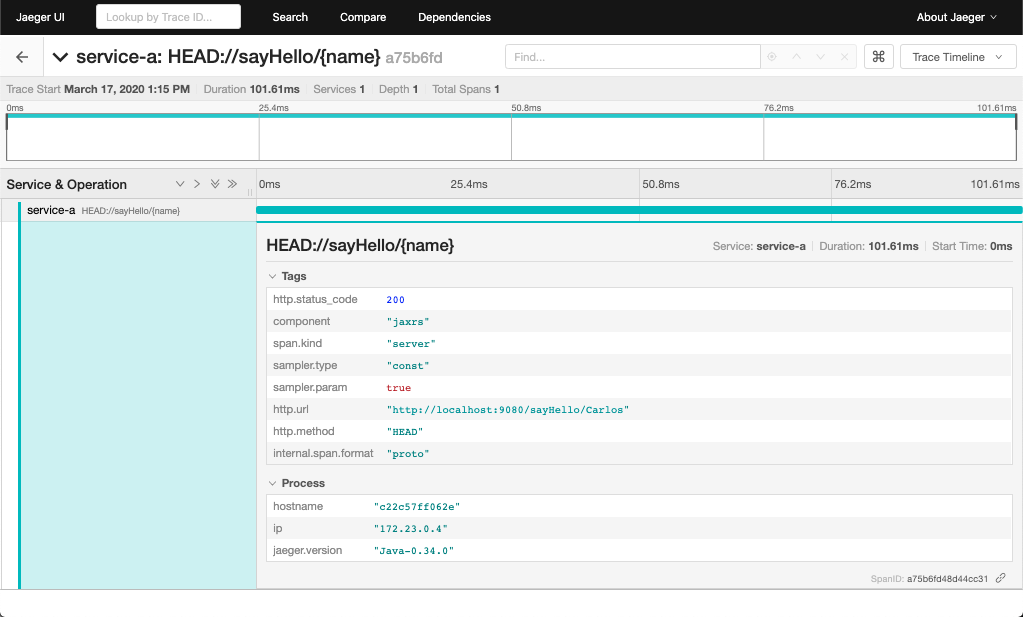 Jaeger UI Lookup by Trace ID... Search Compare Dependencies About Jaeger
service-a: HEAD://sayHello/{name} a75b6fd Find... ⌘ Trace Timeline
Trace Start March 17, 2020 1:15 PM Duration 101.61ms Services 1 Depth 1 Total Spans 1
0ms 25.4ms 50.8ms 76.2ms 101.61ms
Service & Operation 0ms 25.4ms 50.8ms 76.2ms 101.61ms
service-a HEAD://sayHello/{name}
HEAD://sayHello/{name} Service: service-a Duration: 101.61ms Start Time: 0ms
Tags
http.status_code 200
component "jaxrs"
span.kind "server"
sampler.type "const"
sampler.param true
http.url "http://localhost:9080/sayHello/Carlos"
http.method "HEAD"
internal.span.format "proto"
Process
hostname "c22c57ff062e"
ip "172.23.0.4"
jaeger.version "Java-0.34.0"
SpanID: a75b6fd48d44cc31